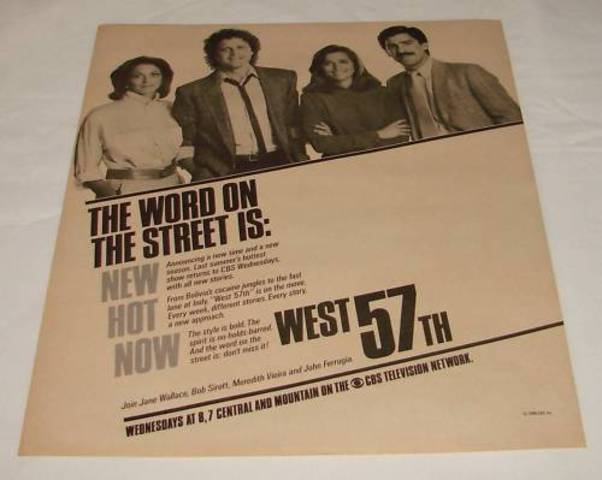 THE WORD ON
THE STREET IS:
NEW
HOT
NOW
Announcing a new time and a new
season. Last summer's hottest
show returns to CBS Wednesdays,
with all new stories.
From Bolivia's cocaine jungles to the fast
lane at Indy, "West 57th" is on the move.
Every week, different stories. Every story,
a new approach.
The style is bold. The
spirit is no-holds-barred.
And the word on the
street is: don't miss it!
WEST 57TH
Join Jane Wallace, Bob Sirott, Meredith Vieira and John Ferrugia.
WEDNESDAYS AT 8, 7 CENTRAL AND MOUNTAIN ON THE CBS TELEVISION NETWORK.